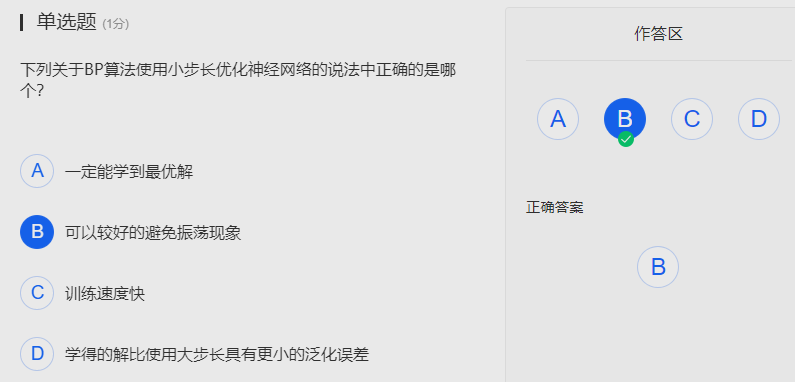 单选题 (1分)
下列关于BP算法使用小步长优化神经网络的说法中正确的是哪
个?
A 一定能学到最优解
B 可以较好的避免振荡现象
C 训练速度快
D 学得的解比使用大步长具有更小的泛化误差
作答区
A B C D
正确答案
B